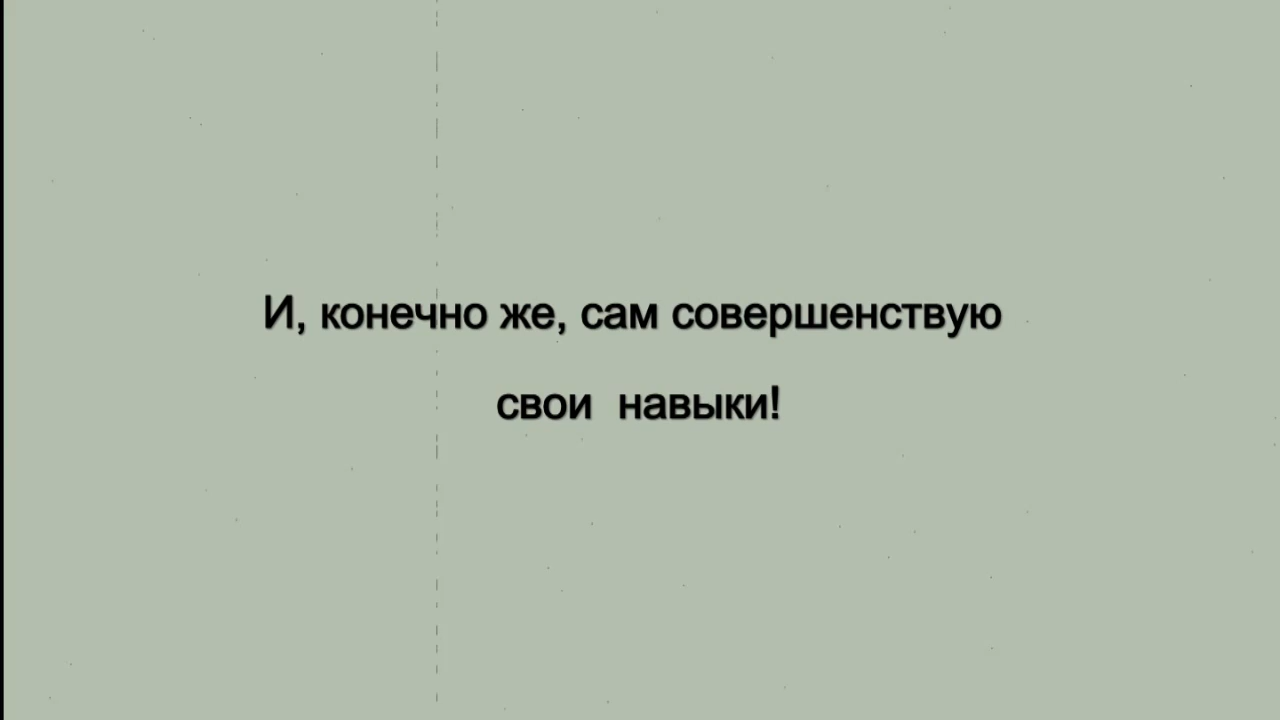 И, конечно же, сам совершенствую
свои  навыки!